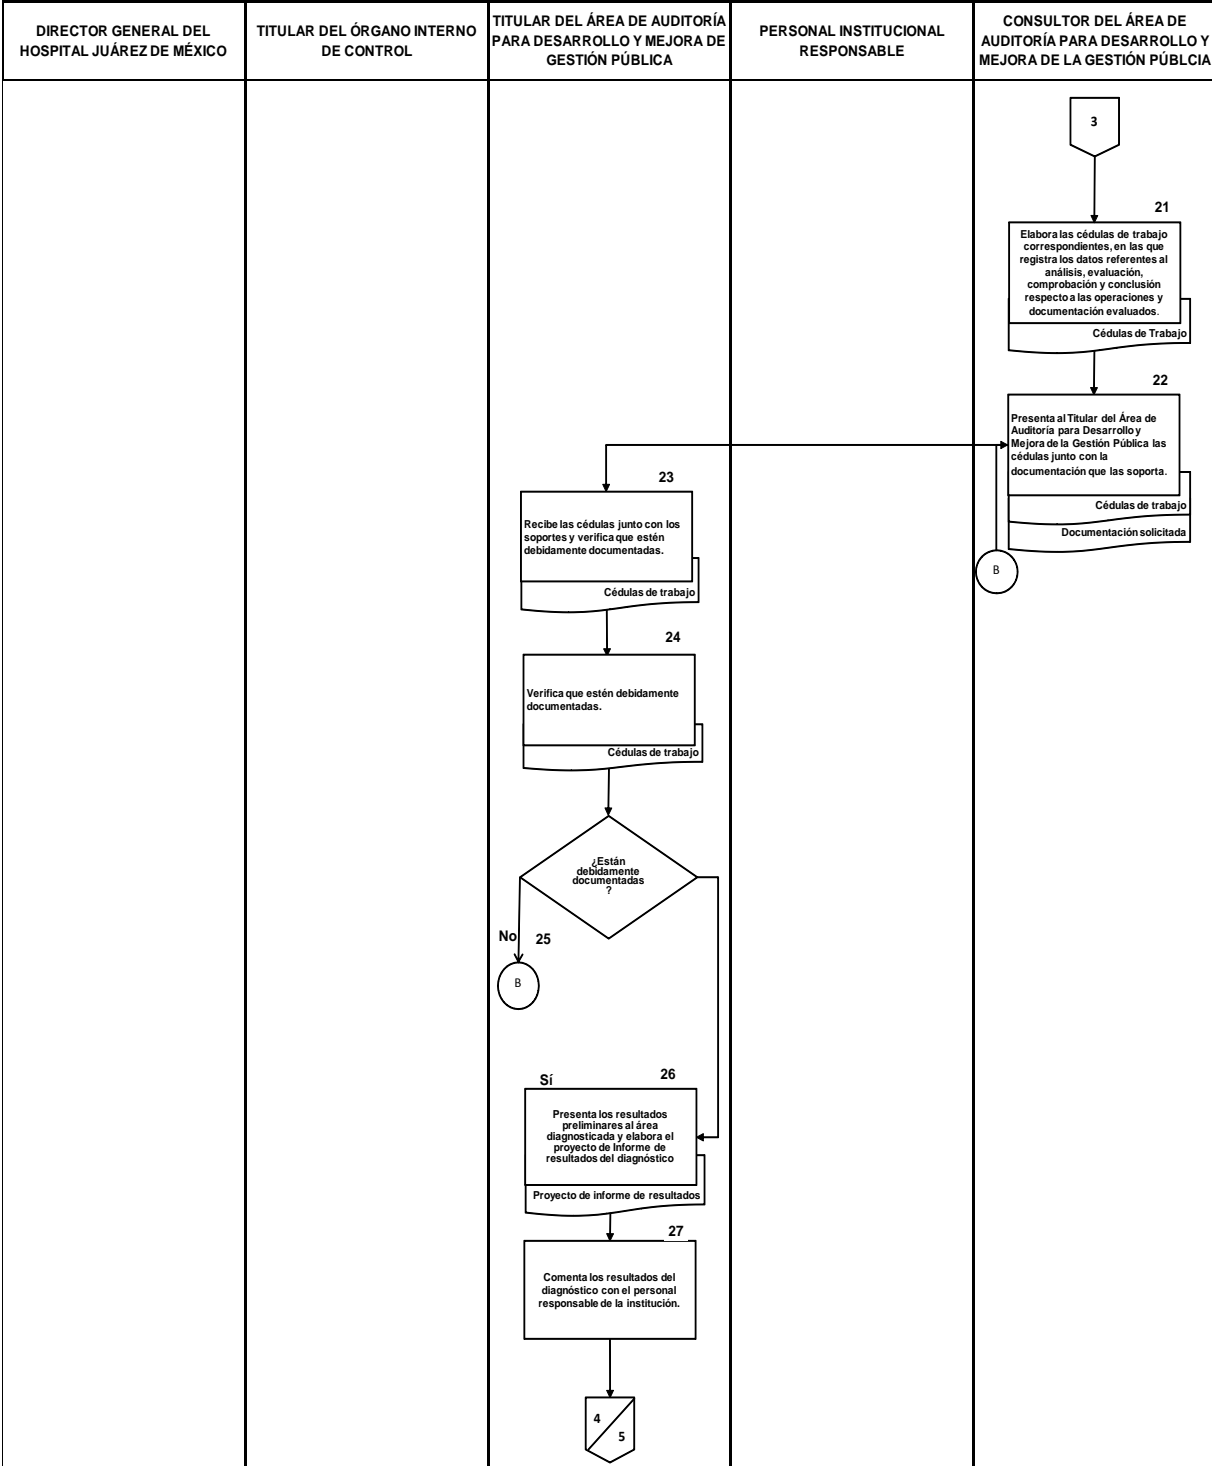 DIRECTOR GENERAL DEL
HOSPITAL JUÁREZ DE MÉXICO
TITULAR DEL ÓRGANO INTERNO
DE CONTROL
TITULAR DEL ÁREA DE AUDITORÍA
PARA DESARROLLO Y MEJORA DE
GESTIÓN PÚBLICA
PERSONAL INSTITUCIONAL
RESPONSABLE
CONSULTOR DEL ÁREA DE
AUDITORÍA PARA DESARROLLO Y
MEJORA DE LA GESTIÓN PÚBLCIA
3
21
Elabora las cédulas de trabajo
correspondientes, en las que
registra los datos referentes al
análisis, evaluación,
comprobación y conclusión
respecto a las operaciones y
documentación evaluados.
Cédulas de Trabajo
22
Presenta al Titular del Área de
Auditoría para Desarrollo y
Mejora de la Gestión Pública las
cédulas junto con la
documentación que las soporta.
Cédulas de trabajo
Documentación solicitada
B
23
Recibe las cédulas junto con los
soportes y verifica que estén
debidamente documentadas.
Cédulas de trabajo
24
Verifica que estén debidamente
documentadas.
Cédulas de trabajo
¿Están
debidamente
documentadas
?
No
25
B
Sí
26
Presenta los resultados
preliminares al área
diagnosticada y elabora el
proyecto de Informe de
resultados del diagnóstico
Proyecto de informe de resultados
27
Comenta los resultados del
diagnóstico con el personal
responsable de la institución.
4
5